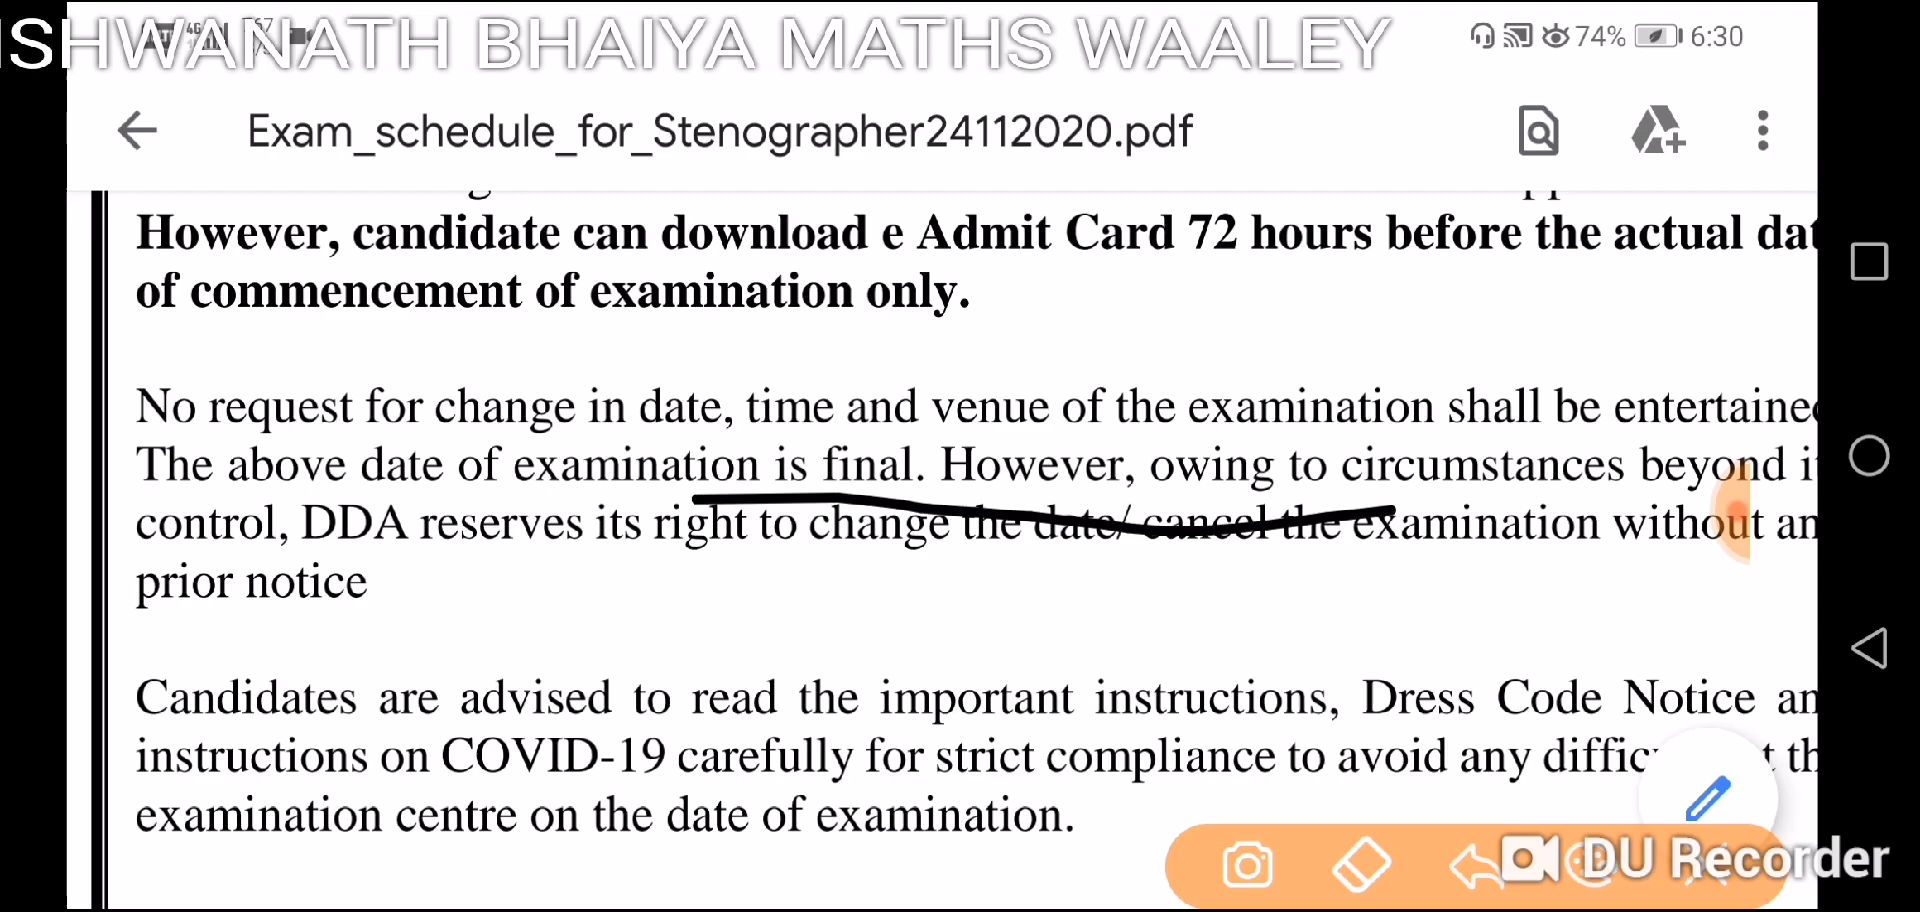 ISHWANATH BHAIYA MATHS WAALEY
74% 6:30
Exam_schedule_for_Stenographer24112020.pdf
However, candidate can download e Admit Card 72 hours before the actual dat
of commencement of examination only.
No request for change in date, time and venue of the examination shall be entertained
The above date of examination is final. However, owing to circumstances beyond it
control, DDA reserves its right to change the date/ cancel the examination without an
prior notice
Candidates are advised to read the important instructions, Dress Code Notice an
instructions on COVID-19 carefully for strict compliance to avoid any th
examination centre on the date of examination.
DU Recorder